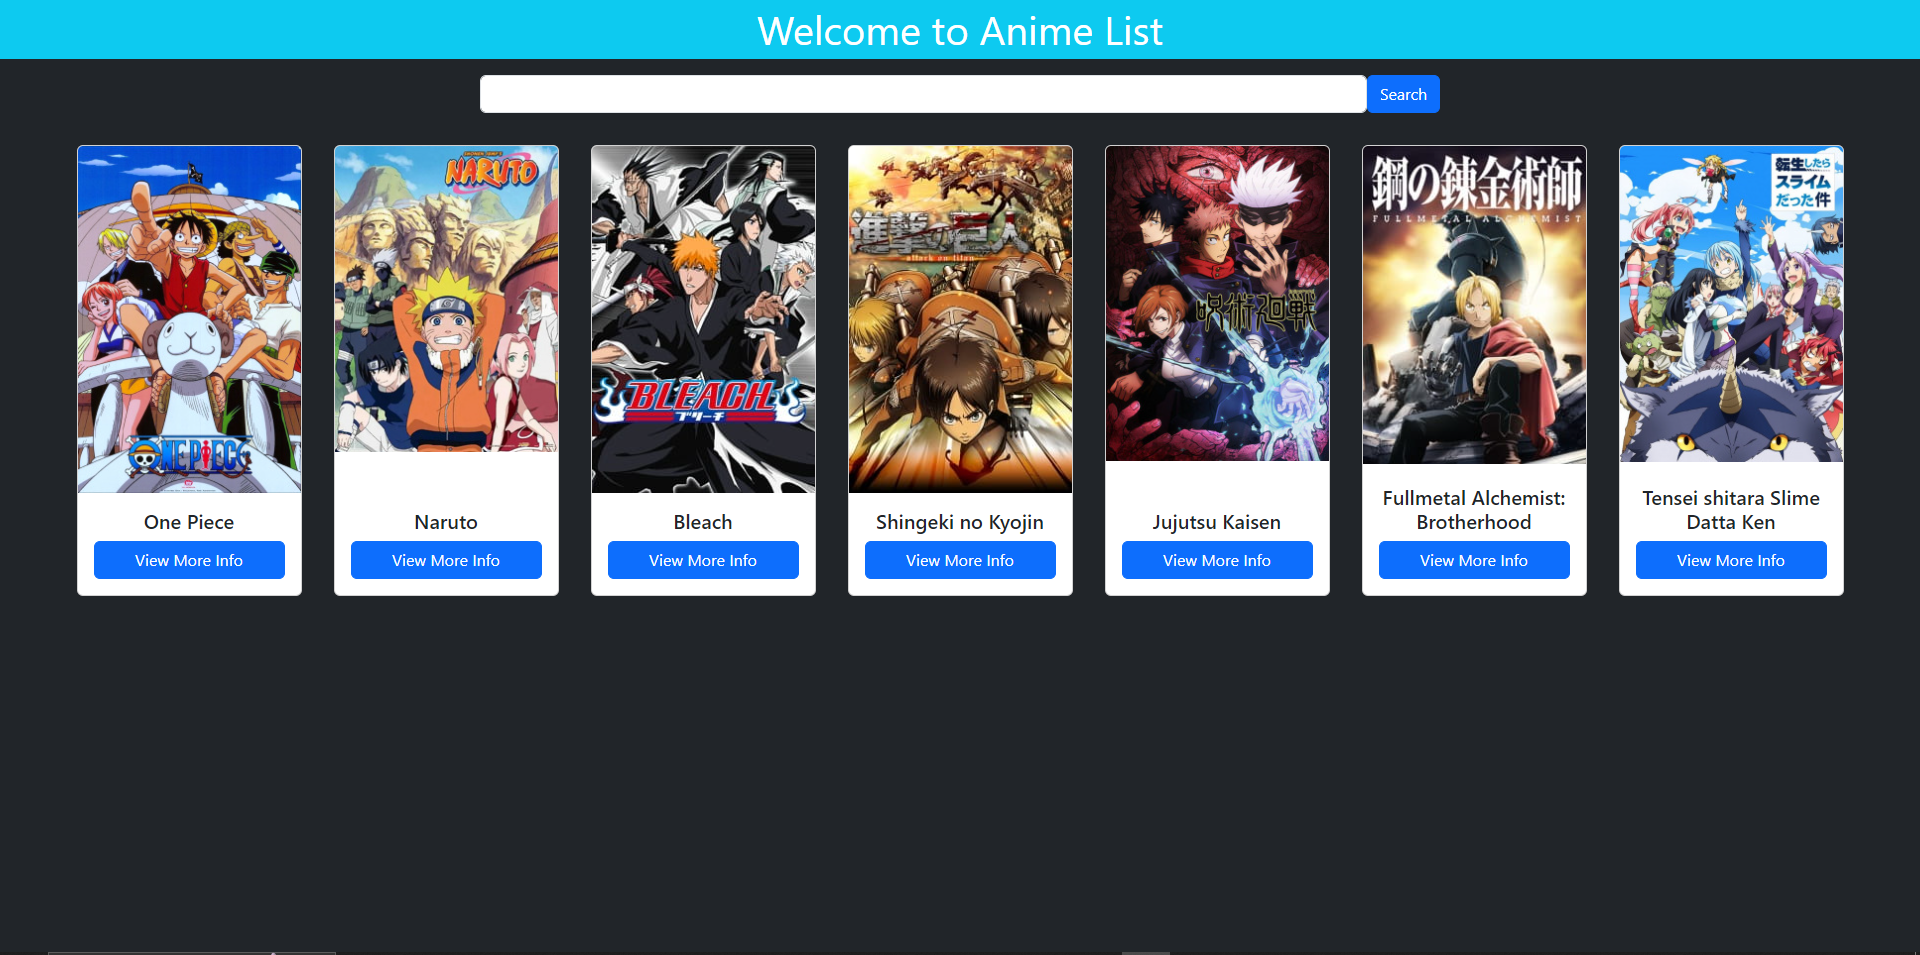 Welcome to Anime List
Search
ONE PIECE
One Piece
View More Info
NARUTO
Naruto
View More Info
BLEACH
ブリーチ
Bleach
View More Info
進撃の巨人
attack on titan
Shingeki no Kyojin
View More Info
呪術廻戦
Jujutsu Kaisen
View More Info
鋼の錬金術師
FULLMETAL ALCHEMIST
Fullmetal Alchemist:
Brotherhood
View More Info
転生したら
スライム
だった件
Tensei shitara Slime
Datta Ken
View More Info